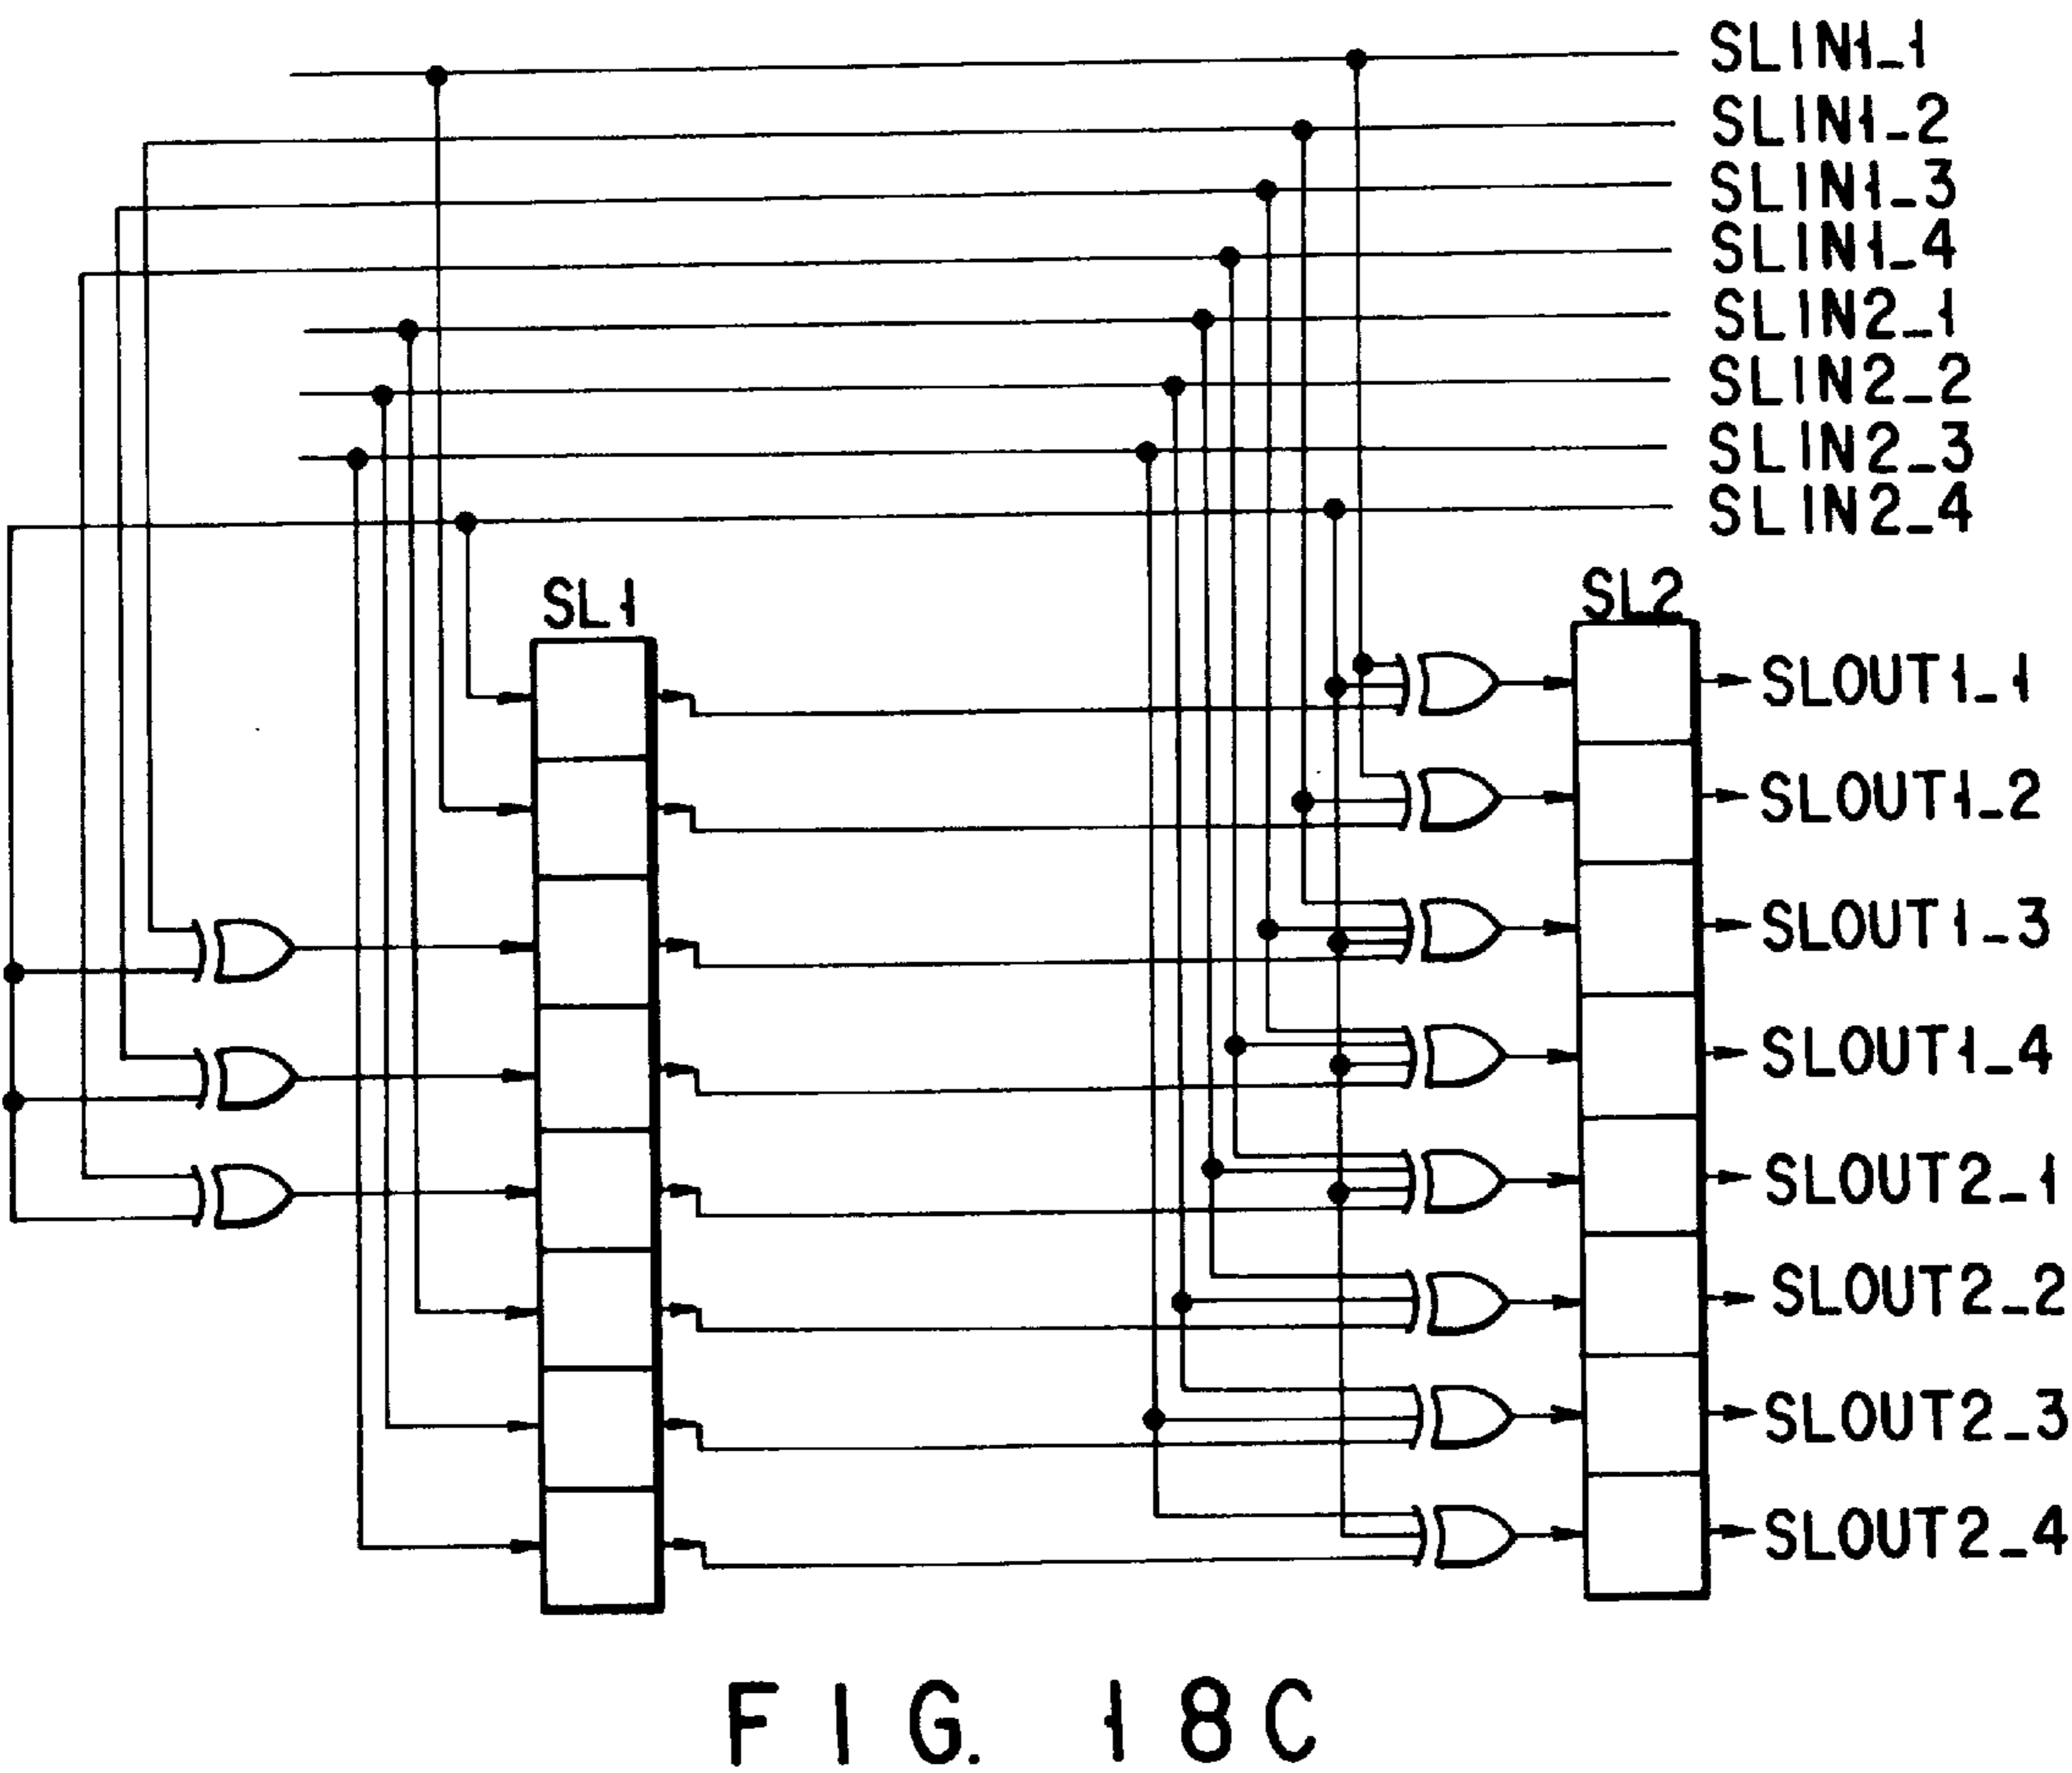 SLIN1_1
SLIN1_2
SLIN1_3
SLIN1_4
SLIN2_1
SLIN2_2
SLIN2_3
SLIN2_4
SL1
SL2
SLOUT1_1
SLOUT1_2
SLOUT1_3
SLOUT1_4
SLOUT2_1
SLOUT2_2
SLOUT2_3
SLOUT2_4
FIG. 18C